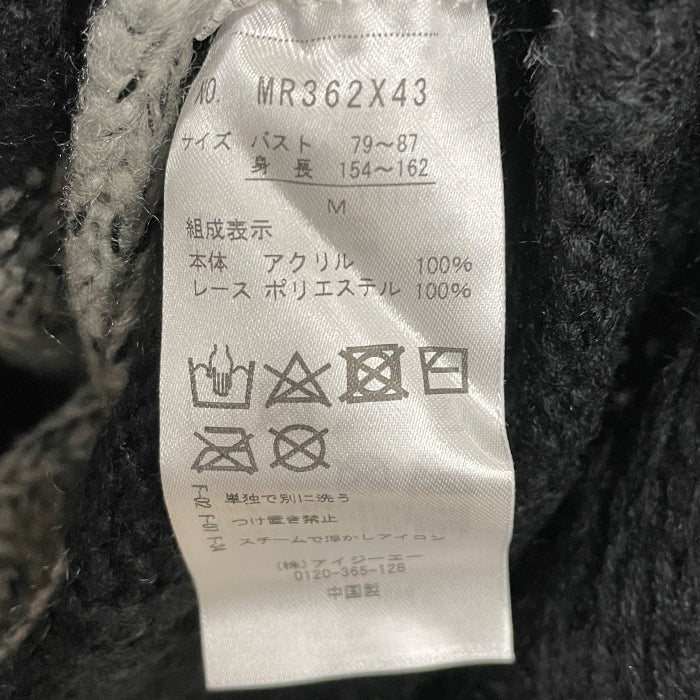 NO. MR362X43
サイズ バスト 79～87
身長 154～162
M
組成表示
本体 アクリル 100%
レース ポリエステル 100%
F-02 単独で別に洗う
つけ置き禁止
スチームで浮かしアイロン
(株) アイジーエー
0120-365-128
中国製